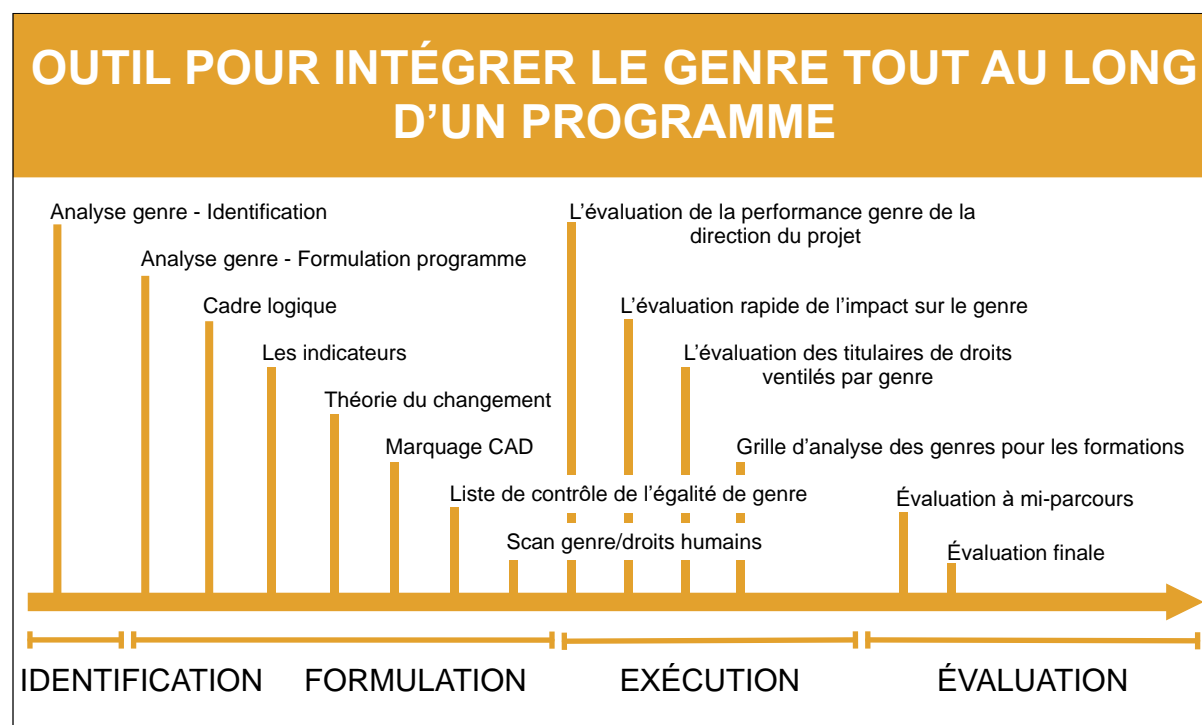 OUTIL POUR INTÉGRER LE GENRE TOUT AU LONG
D’UN PROGRAMME
Analyse genre - Identification
Analyse genre - Formulation programme
Cadre logique
Les indicateurs
Théorie du changement
Marquage CAD
Liste de contrôle de l’égalité de genre
Scan genre/droits humains
L’évaluation de la performance genre de la
direction du projet
L’évaluation rapide de l’impact sur le genre
L’évaluation des titulaires de droits
ventilés par genre
Grille d’analyse des genres pour les formations
Évaluation à mi-parcours
Évaluation finale
IDENTIFICATION
FORMULATION
EXÉCUTION
ÉVALUATION